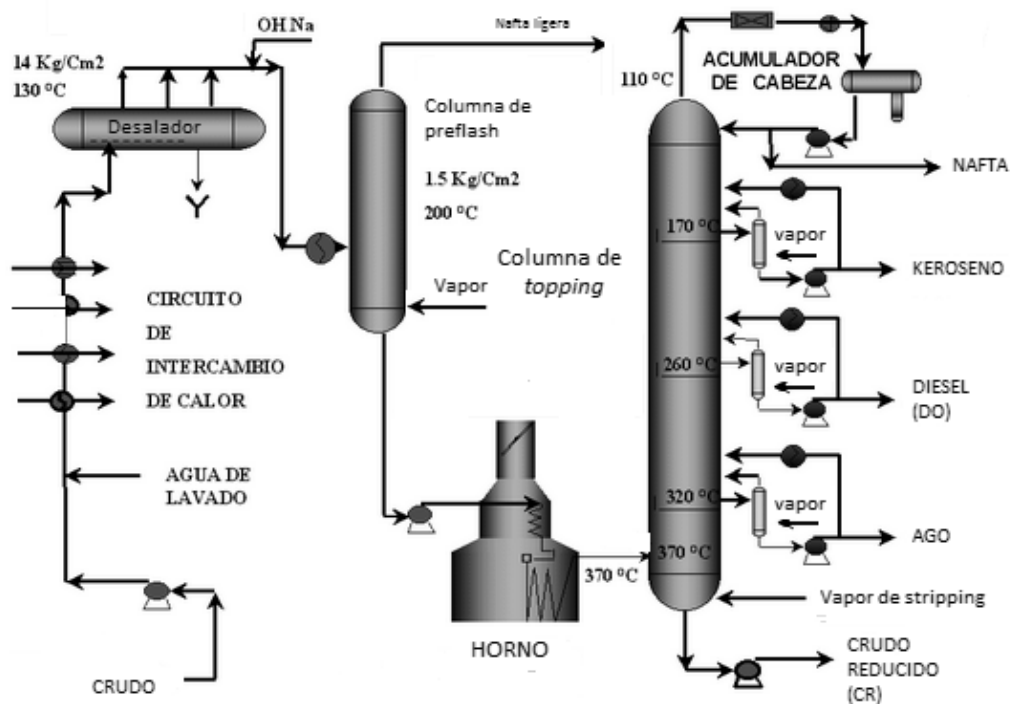 OH Na
14 Kg/Cm2
130 °C
Desalador
Nafta lígera
Columna de
preflash
1.5 Kg/Cm2
200 °C
Columna de
topping
Vapor
110 °C
ACUMULADOR
DE CABEZA
NAFTA
170 °C
vapor
KEROSENO
260 °C
vapor
DIESEL
(DO)
320 °C
vapor
AGO
370 °C
370 °C
Vapor de stripping
CRUDO
REDUCIDO
(CR)
HORNO
CIRCUITO
DE
INTERCAMBIO
DE CALOR
AGUA DE
LAVADO
CRUDO